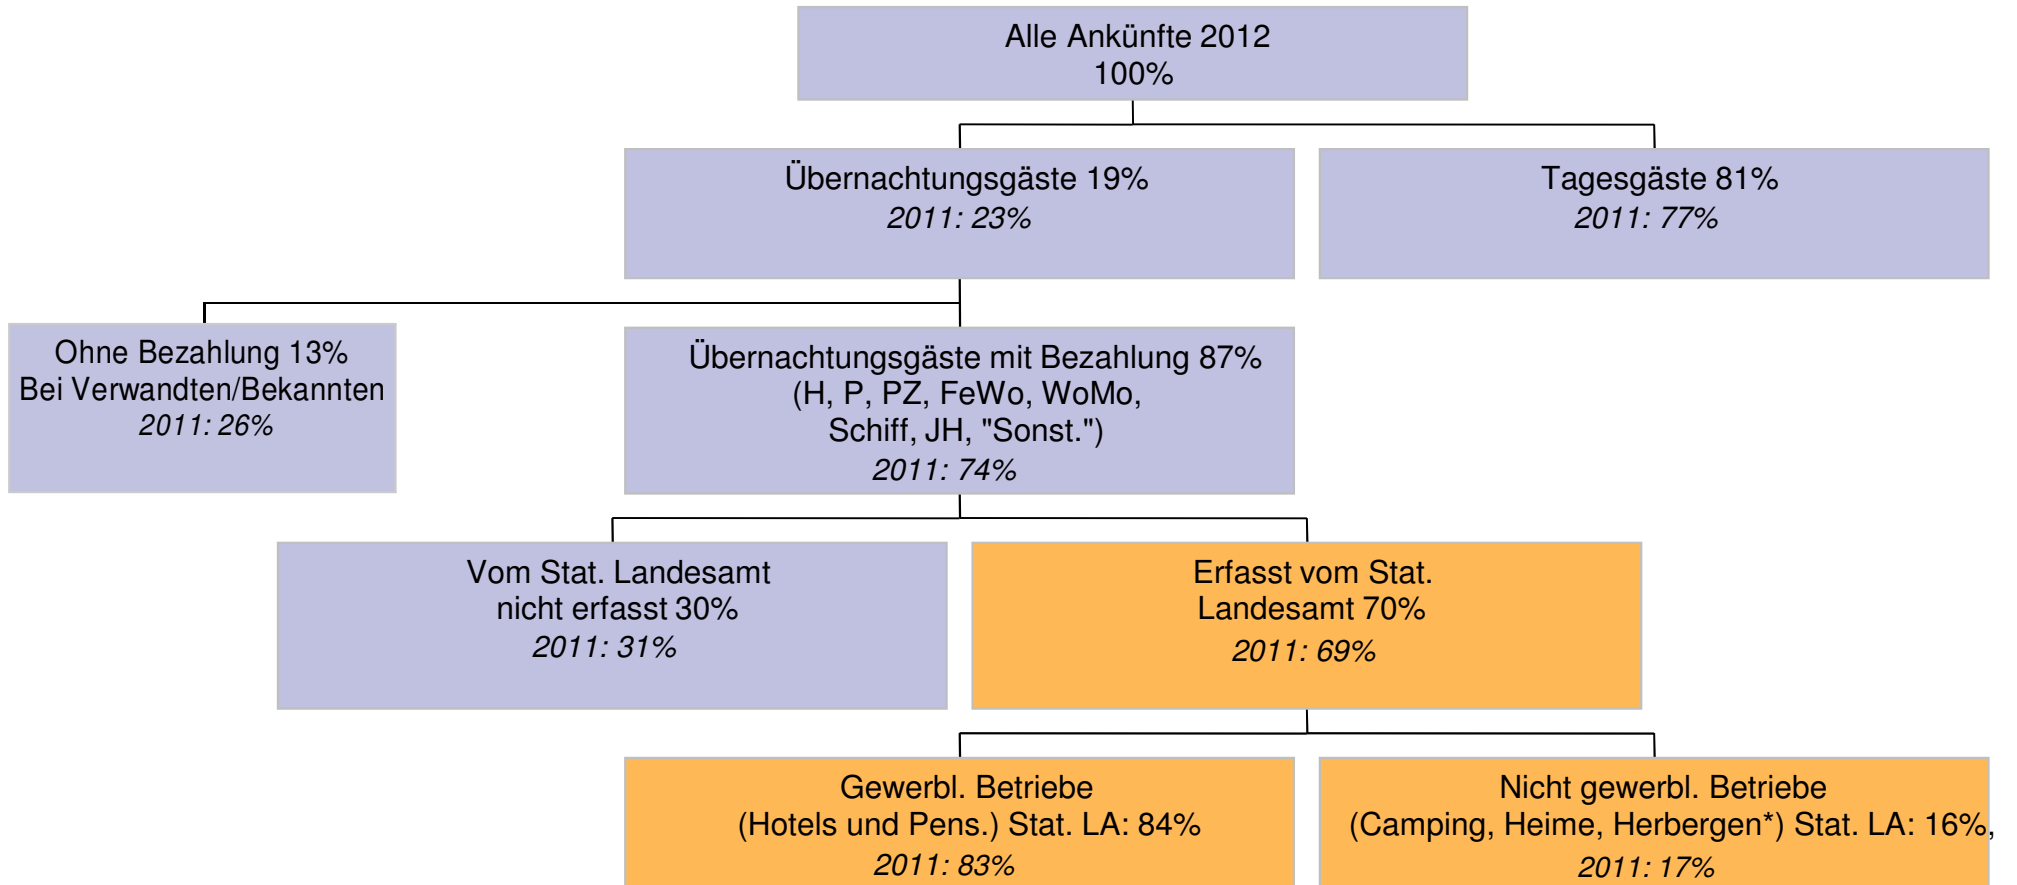 Alle Ankünfte 2012
100%
Übernachtungsgäste 19%
2011: 23%
Tagesgäste 81%
2011: 77%
Ohne Bezahlung 13%
Bei Verwandten/Bekannten
2011: 26%
Übernachtungsgäste mit Bezahlung 87%
(H, P, PZ, FeWo, WoMo,
Schiff, JH, "Sonst.")
2011: 74%
Vom Stat. Landesamt
nicht erfasst 30%
2011: 31%
Erfasst vom Stat.
Landesamt 70%
2011: 69%
Gewerbl. Betriebe
(Hotels und Pens.) Stat. LA: 84%
2011: 83%
Nicht gewerbl. Betriebe
(Camping, Heime, Herbergen*) Stat. LA: 16%,
2011: 17%